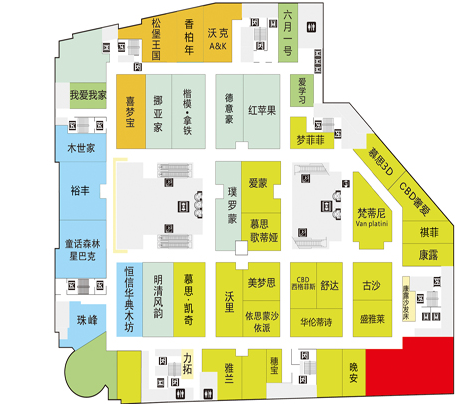 松堡王国
香柏年
沃克
A&K
六月一号
我爱我家
喜梦宝
挪亚家
楷模·拿铁
德意豪
红苹果
爱学习
木世家
梦菲菲
慕思3D
CBD奢爱
裕丰
璞罗蒙
爱蒙
慕思
歌蒂娅
梵蒂尼
Van platini
祺菲
康露
童话森林
星巴克
恒信华典木坊
明清风韵
慕思·凯奇
沃里
美梦思
CBD
西格菲斯
舒达
古沙
康露沙发床
珠峰
依思蒙沙
依派
华伦蒂诗
盛雅莱
力拓
雅兰
穗宝
晚安